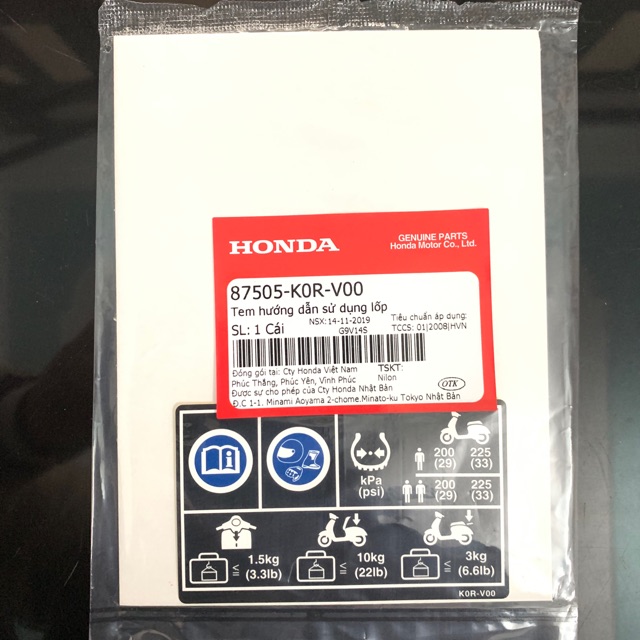 HONDA
GENUINE PARTS
Honda Motor Co., Ltd.
87505-K0R-V00
Tem hướng dẫn sử dụng lốp
NSX: 14-11-2019
Tiêu chuẩn áp dụng:
SL: 1 Cái
G9V14S
TCCS: 01|2008|HVN
Đóng gói tại: Cty Honda Việt Nam
TSKT:
Phúc Thắng, Phúc Yên, Vĩnh Phúc
Nilon
Được sự cho phép của Cty Honda Nhật Bản
OTK
Đ.C 1-1. Minami Aoyama 2-chome.Minato-ku Tokyo Nhật Bản
kPa
(psi)
200
(29)
225
(33)
200
(29)
225
(33)
≤ 1.5kg
(3.3lb)
≤ 10kg
(22lb)
≤ 3kg
(6.6lb)
K0R-V00